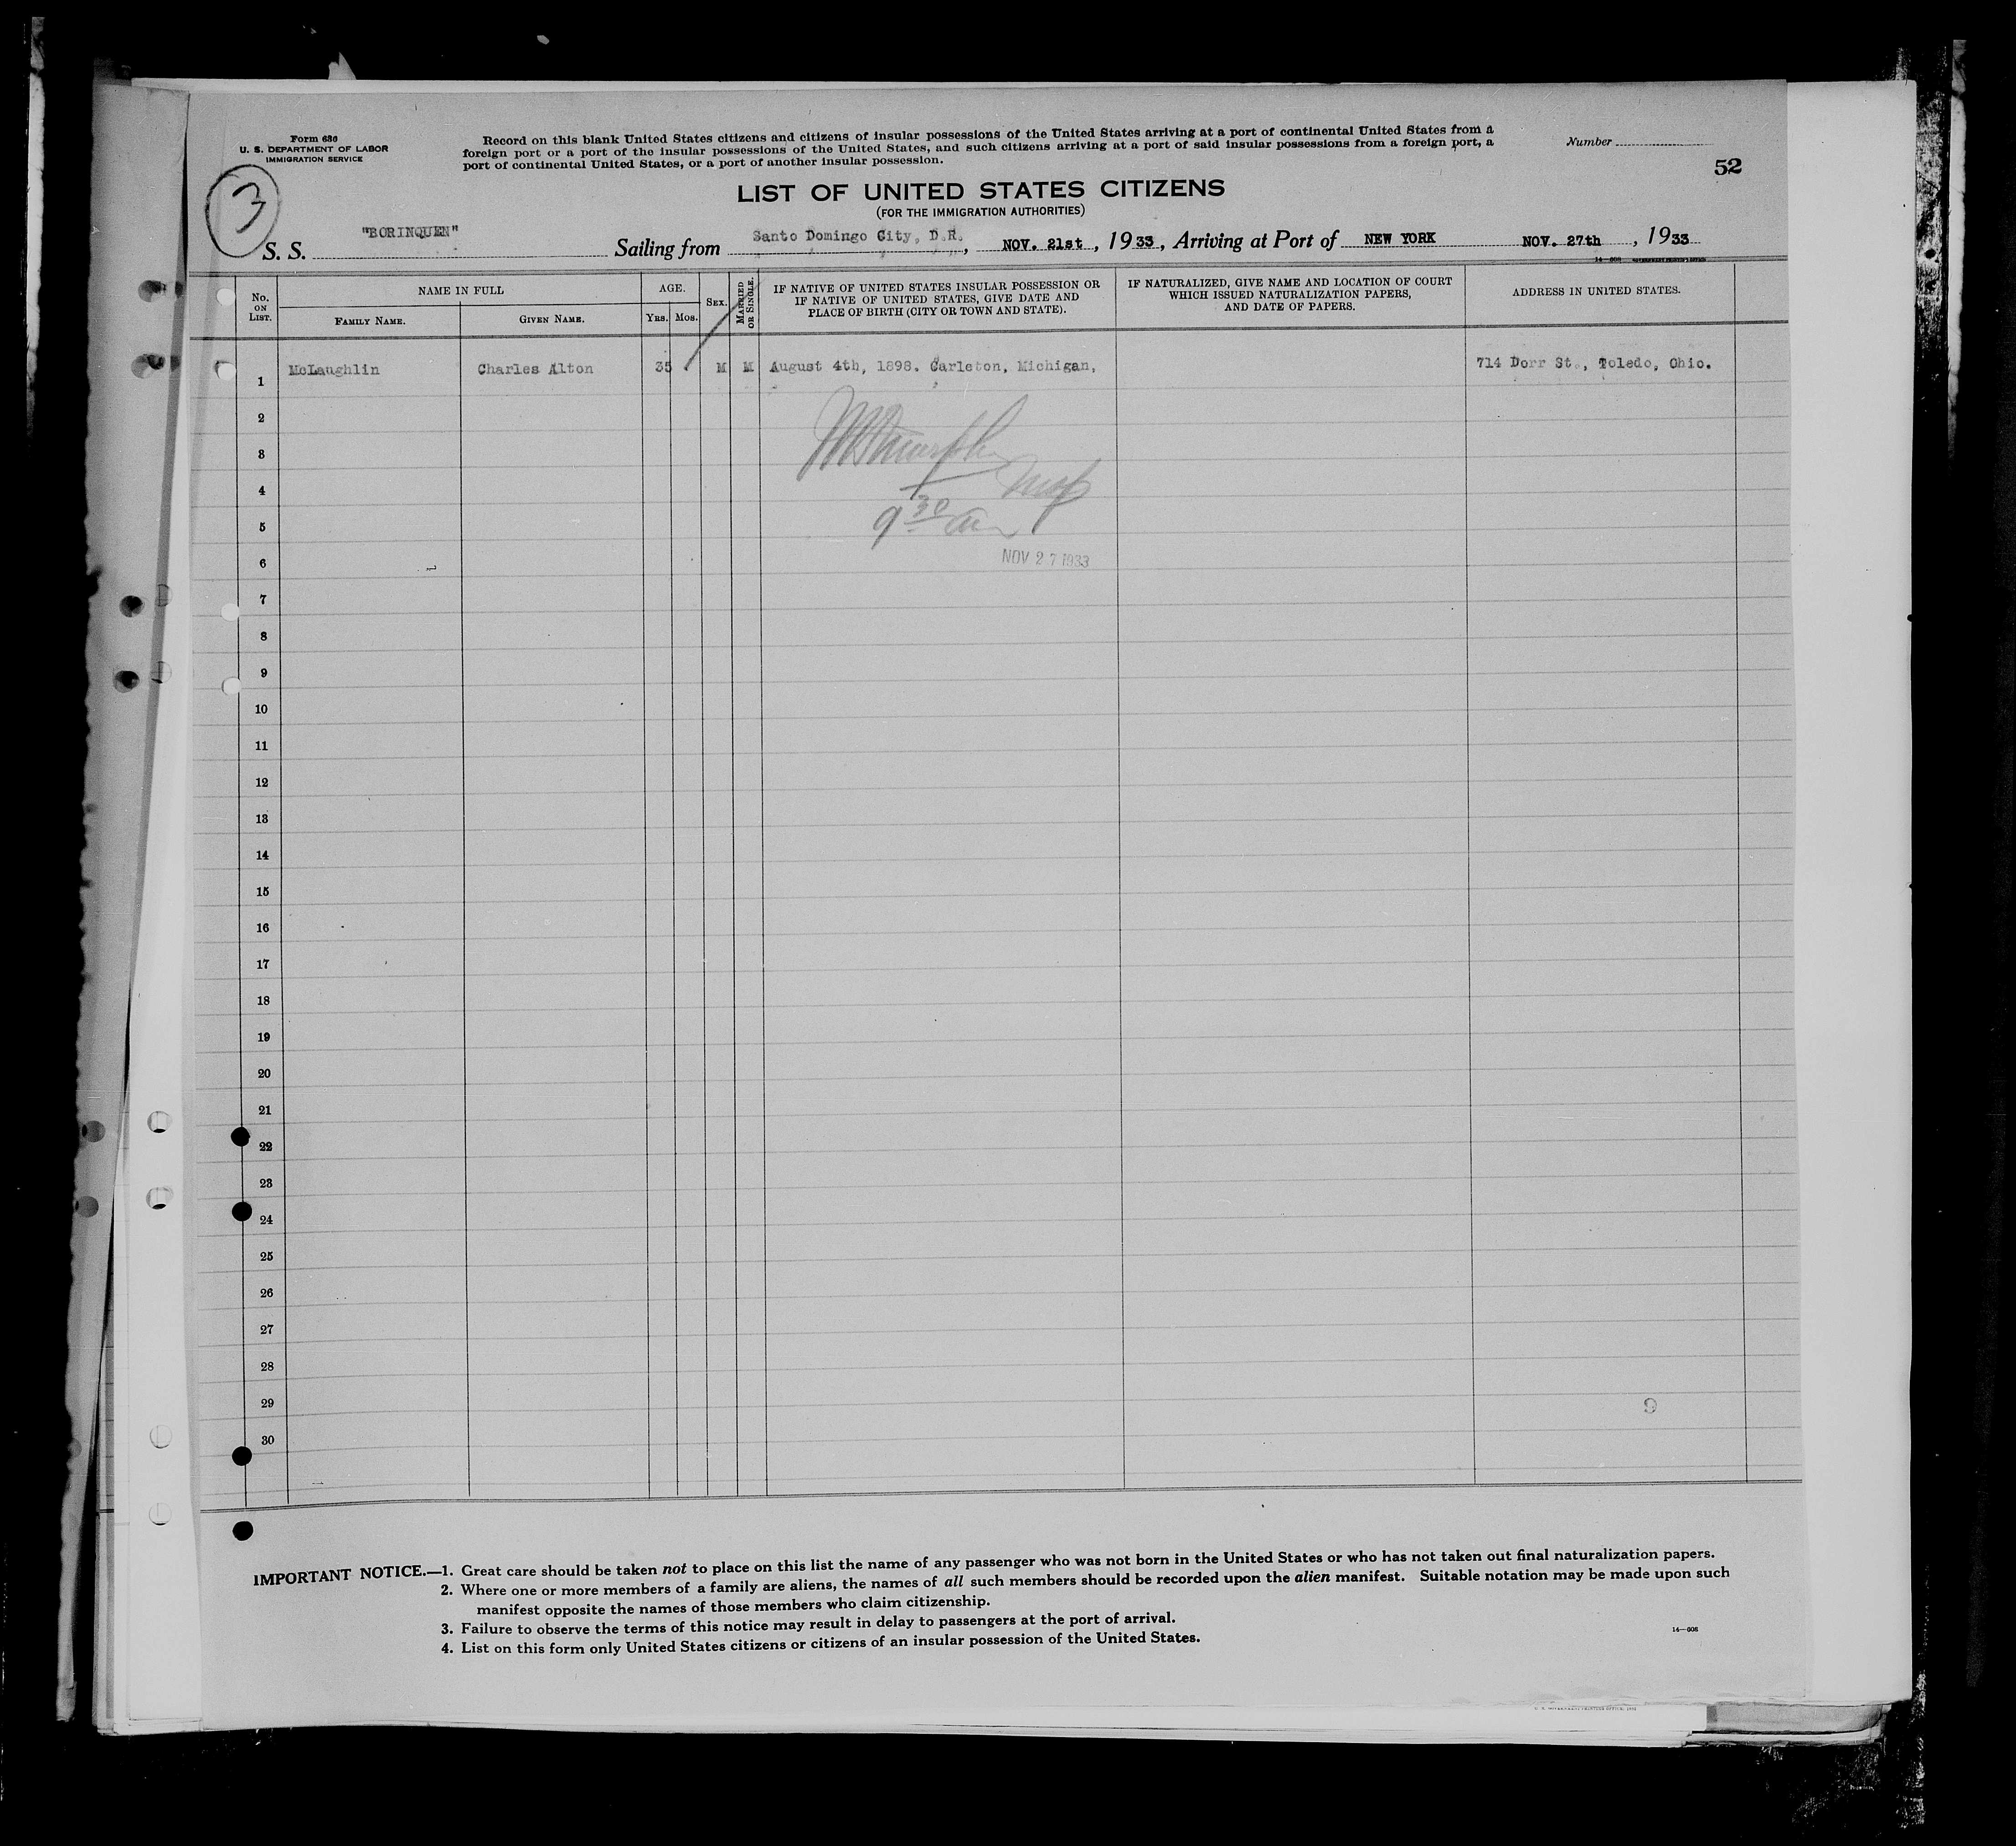 Form 636
U. S. DEPARTMENT OF LABOR
IMMIGRATION SERVICE
Record on this blank United States citizens and citizens of insular possessions of the United States arriving at a port of continental United States from a
foreign port or a port of the insular possessions of the United States, and such citizens arriving at a port of said insular possessions from a foreign port, a
port of continental United States, or a port of another insular possession.
Number
52
3
LIST OF UNITED STATES CITIZENS
(FOR THE IMMIGRATION AUTHORITIES)
S. S. "BORINQUEN" Sailing from Santo Domingo City, D.R., NOV. 21st, 1933, Arriving at Port of NEW YORK NOV. 27th, 1933
No. ON LIST.
NAME IN FULL
FAMILY NAME.
GIVEN NAME.
AGE.
YRS. MOS.
SEX.
MARRIED OR SINGLE.
IF NATIVE OF UNITED STATES INSULAR POSSESSION OR
IF NATIVE OF UNITED STATES, GIVE DATE AND
PLACE OF BIRTH (CITY OR TOWN AND STATE).
IF NATURALIZED, GIVE NAME AND LOCATION OF COURT
WHICH ISSUED NATURALIZATION PAPERS,
AND DATE OF PAPERS.
ADDRESS IN UNITED STATES.
1 McLaughlin Charles Alton 35 M M August 4th, 1898. Carleton, Michigan, 714 Dorr St., Toledo, Ohio.
2
3
4
5
9 30 am
6
NOV 27 1933
7
8
9
10
11
12
13
14
15
16
17
18
19
20
21
22
23
24
25
26
27
28
29
9
30
IMPORTANT NOTICE.—1. Great care should be taken not to place on this list the name of any passenger who was not born in the United States or who has not taken out final naturalization papers.
2. Where one or more members of a family are aliens, the names of all such members should be recorded upon the alien manifest. Suitable notation may be made upon such
manifest opposite the names of those members who claim citizenship.
3. Failure to observe the terms of this notice may result in delay to passengers at the port of arrival.
4. List on this form only United States citizens or citizens of an insular possession of the United States.
14—608